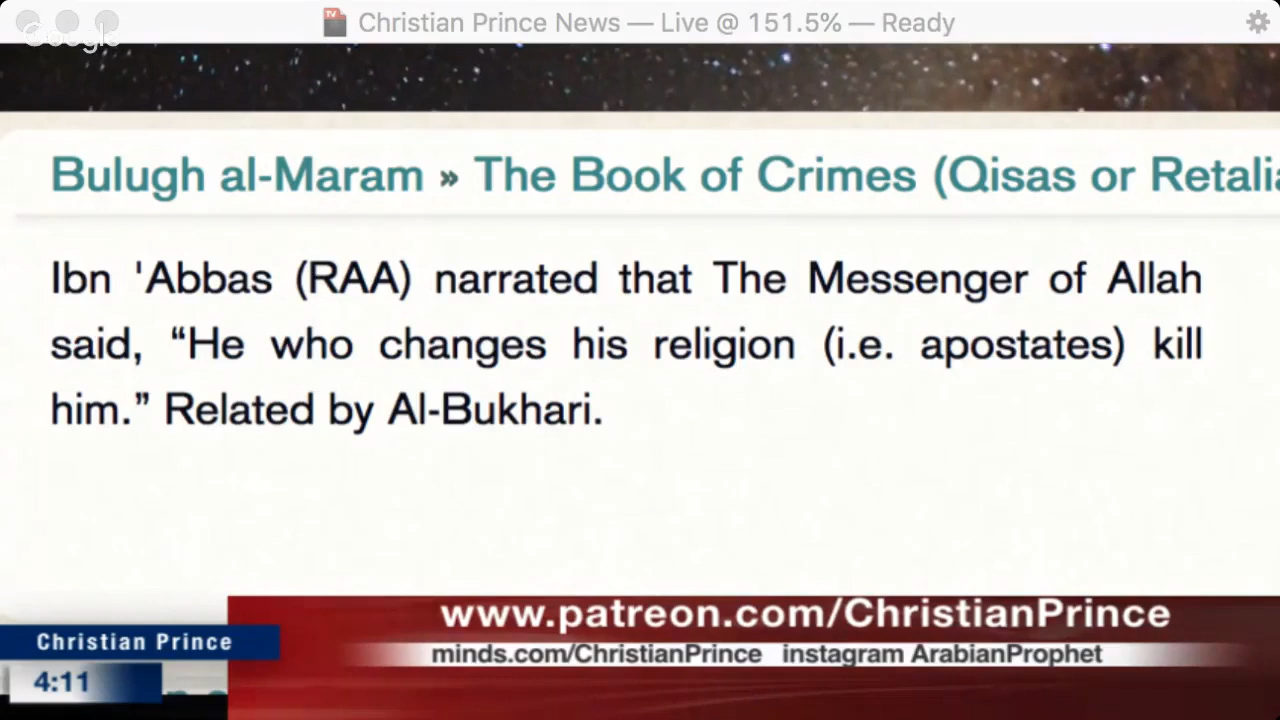 Christian Prince News — Live @ 151.5% — Ready
Google
Bulugh al-Maram » The Book of Crimes (Qisas or Retalia
Ibn 'Abbas (RAA) narrated that The Messenger of Allah
said, “He who changes his religion (i.e. apostates) kill
him.” Related by Al-Bukhari.
www.patreon.com/ChristianPrince
Christian Prince
minds.com/ChristianPrince instagram ArabianProphet
4:11